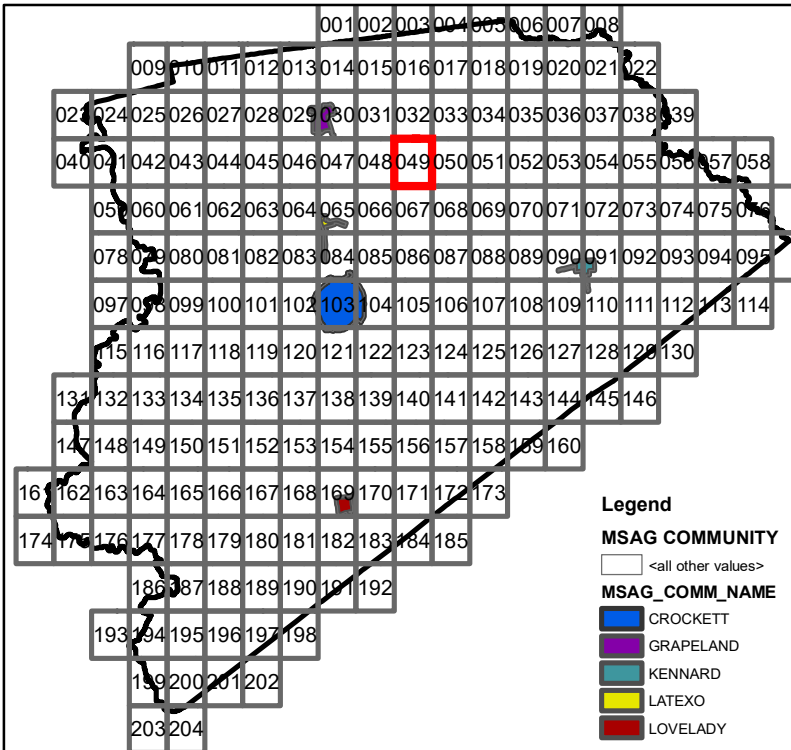 001 002 003 004 005 006 007 008
009 010 011 012 013 014 015 016 017 018 019 020 021 022
023 024 025 026 027 028 029 030 031 032 033 034 035 036 037 038 039
040 041 042 043 044 045 046 047 048 049 050 051 052 053 054 055 056 057 058
059 060 061 062 063 064 065 066 067 068 069 070 071 072 073 074 075 076
078 079 080 081 082 083 084 085 086 087 088 089 090 091 092 093 094 095
097 098 099 100 101 102 103 104 105 106 107 108 109 110 111 112 113 114
115 116 117 118 119 120 121 122 123 124 125 126 127 128 129 130
131 132 133 134 135 136 137 138 139 140 141 142 143 144 145 146
147 148 149 150 151 152 153 154 155 156 157 158 159 160
161 162 163 164 165 166 167 168 169 170 171 172 173
174 175 176 177 178 179 180 181 182 183 184 185
186 187 188 189 190 191 192
193 194 195 196 197 198
199 200 201 202
203 204
Legend
MSAG COMMUNITY
<all other values>
MSAG_COMM_NAME
CROCKETT
GRAPELAND
KENNARD
LATEXO
LOVELADY